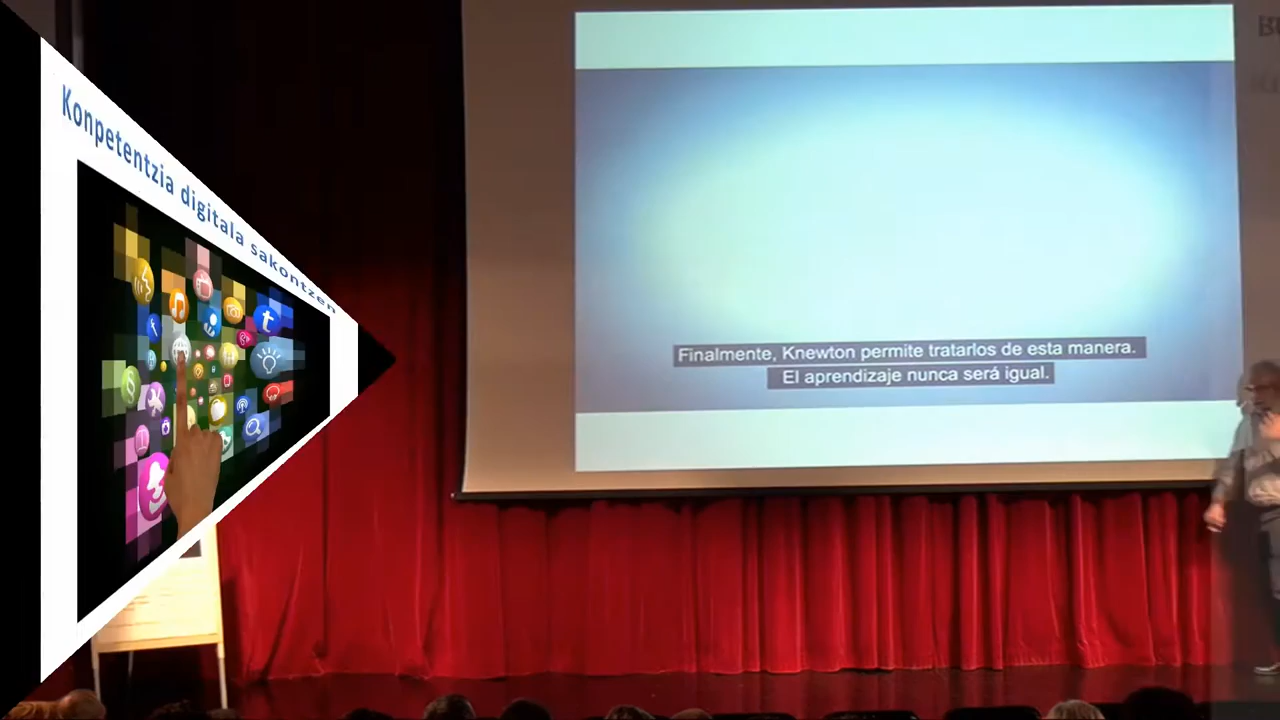 Konpetentzia digitala sakontzen
Finalmente, Knewton permite tratarlos de esta manera.
El aprendizaje nunca será igual.